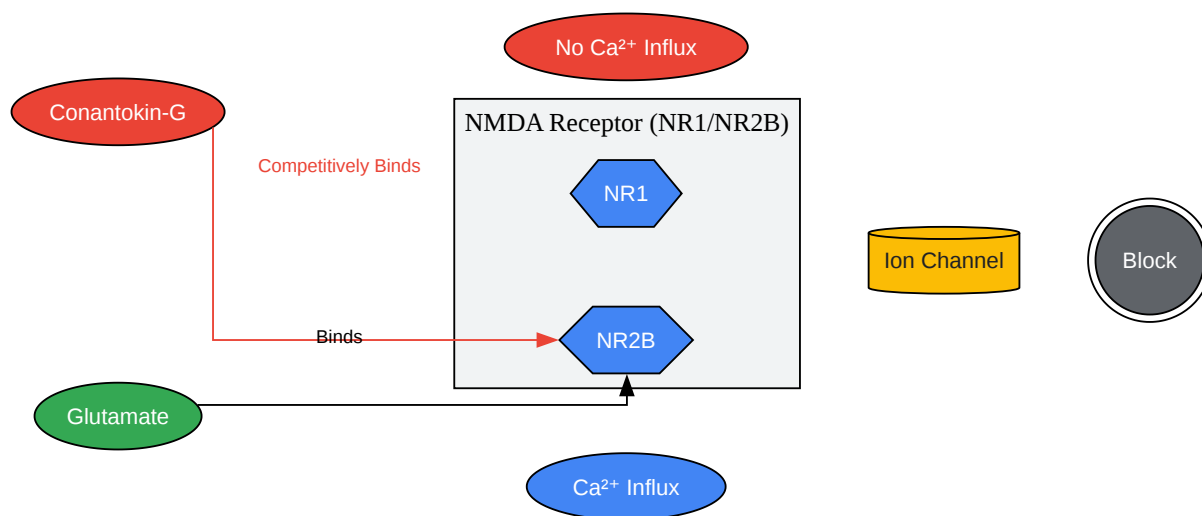 No Ca²⁺ Influx
Conantokin-G
NMDA Receptor (NR1/NR2B)
Competitively Binds
NR1
Ion Channel
Block
Binds
NR2B
Glutamate
Ca²⁺ Influx